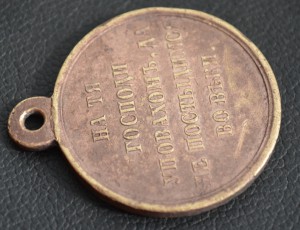 НА ТЯ
ГОСПОДИ
УПОВАХОМЪ, ДА
НЕ ПОСТЫДИМСЯ
ВО ВѢКИ